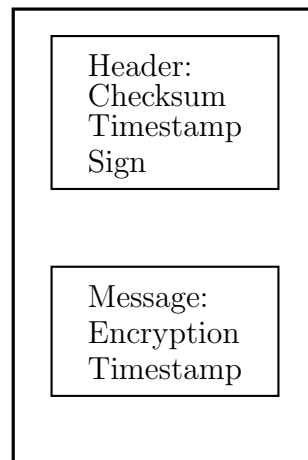 Header:
Checksum
Timestamp
Sign
Message:
Encryption
Timestamp